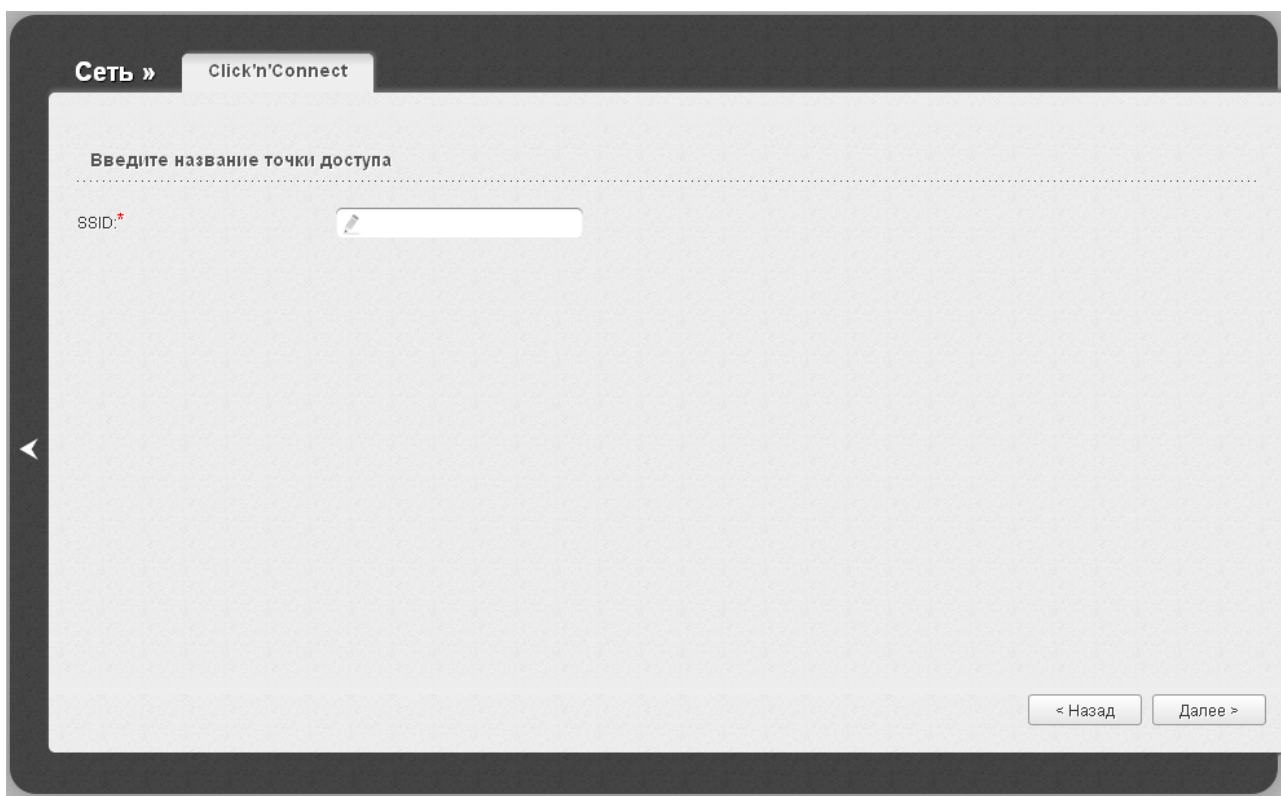 Сеть »
Click'n'Connect
Введите название точки доступа
SSID:*
< Назад
Далее >